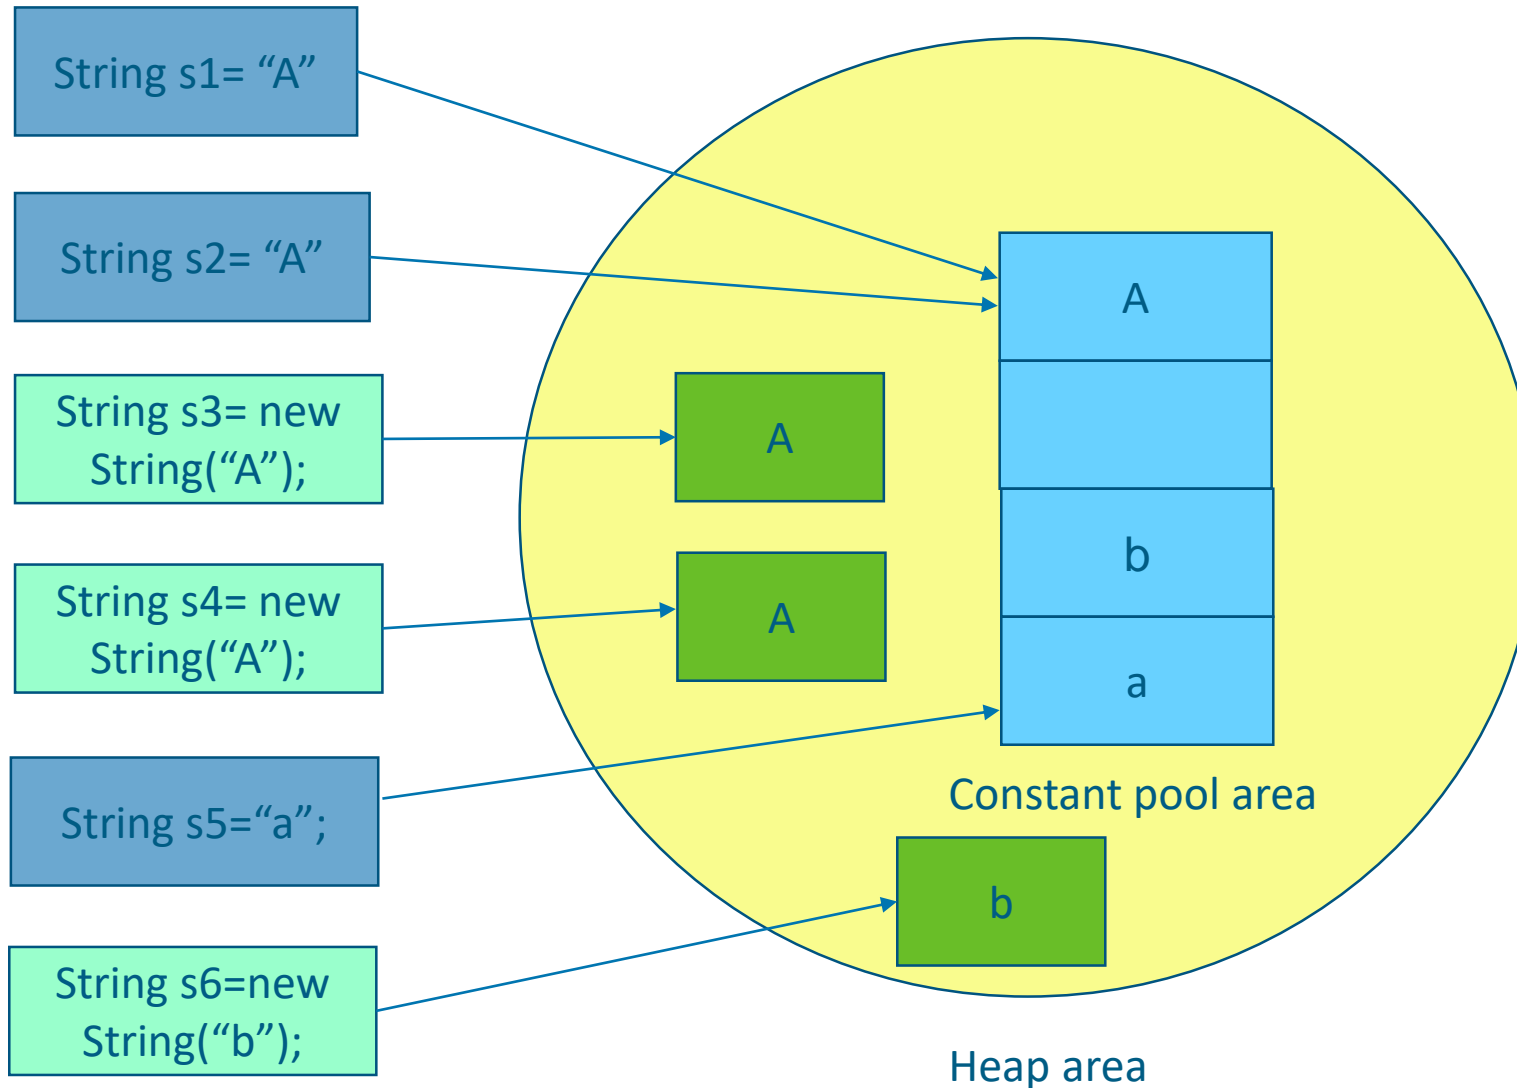 String s1= “A”
String s2= “A”
String s3= new
String(“A”);
String s4= new
String(“A”);
String s5=“a”;
String s6=new
String(“b”);
A
A
A
b
a
Constant pool area
b
Heap area